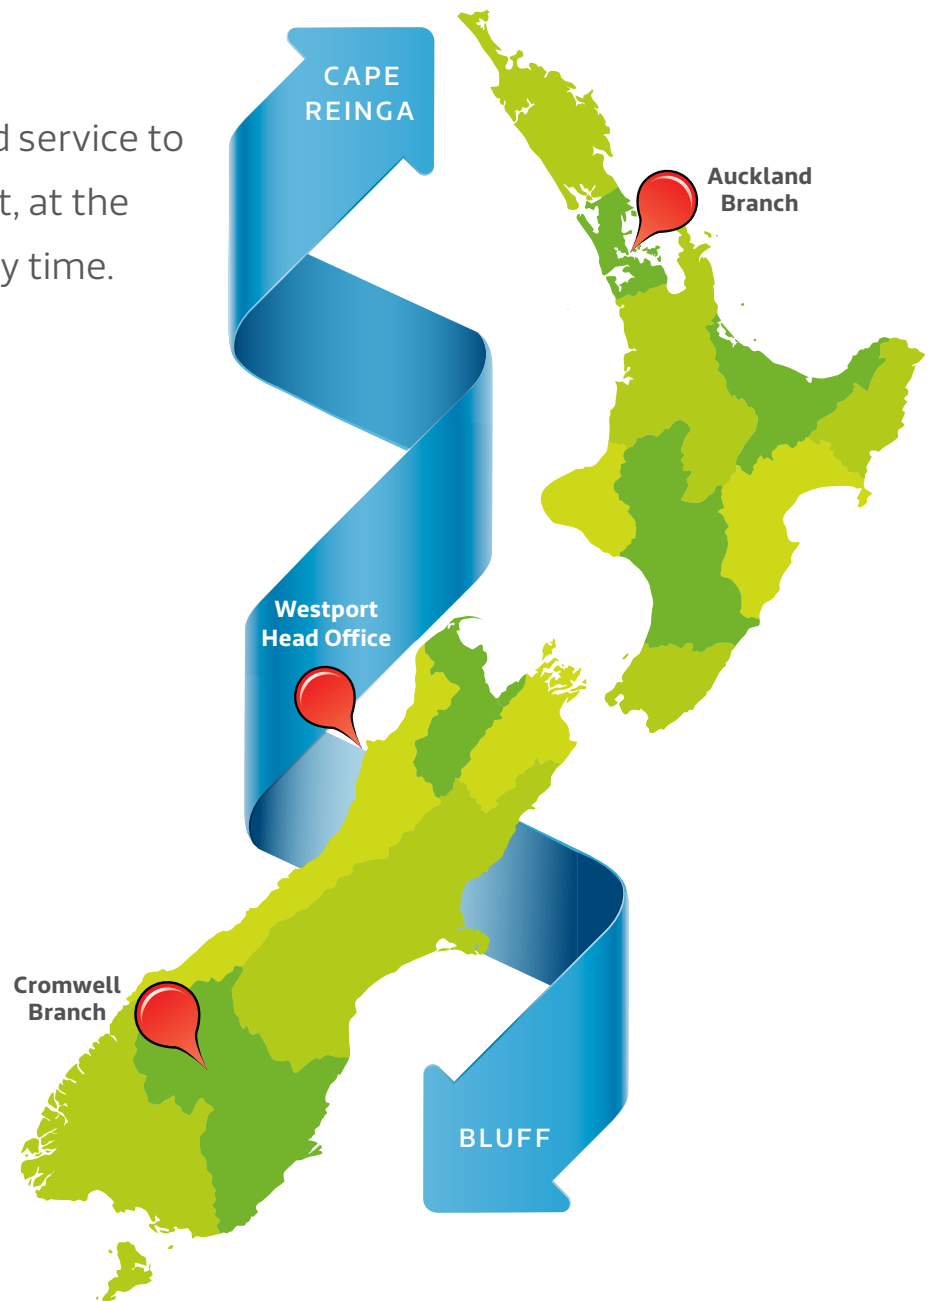 CAPE
REINGA
service to
t, at the
y time.
Auckland
Branch
Westport
Head Office
Cromwell
Branch
BLUFF